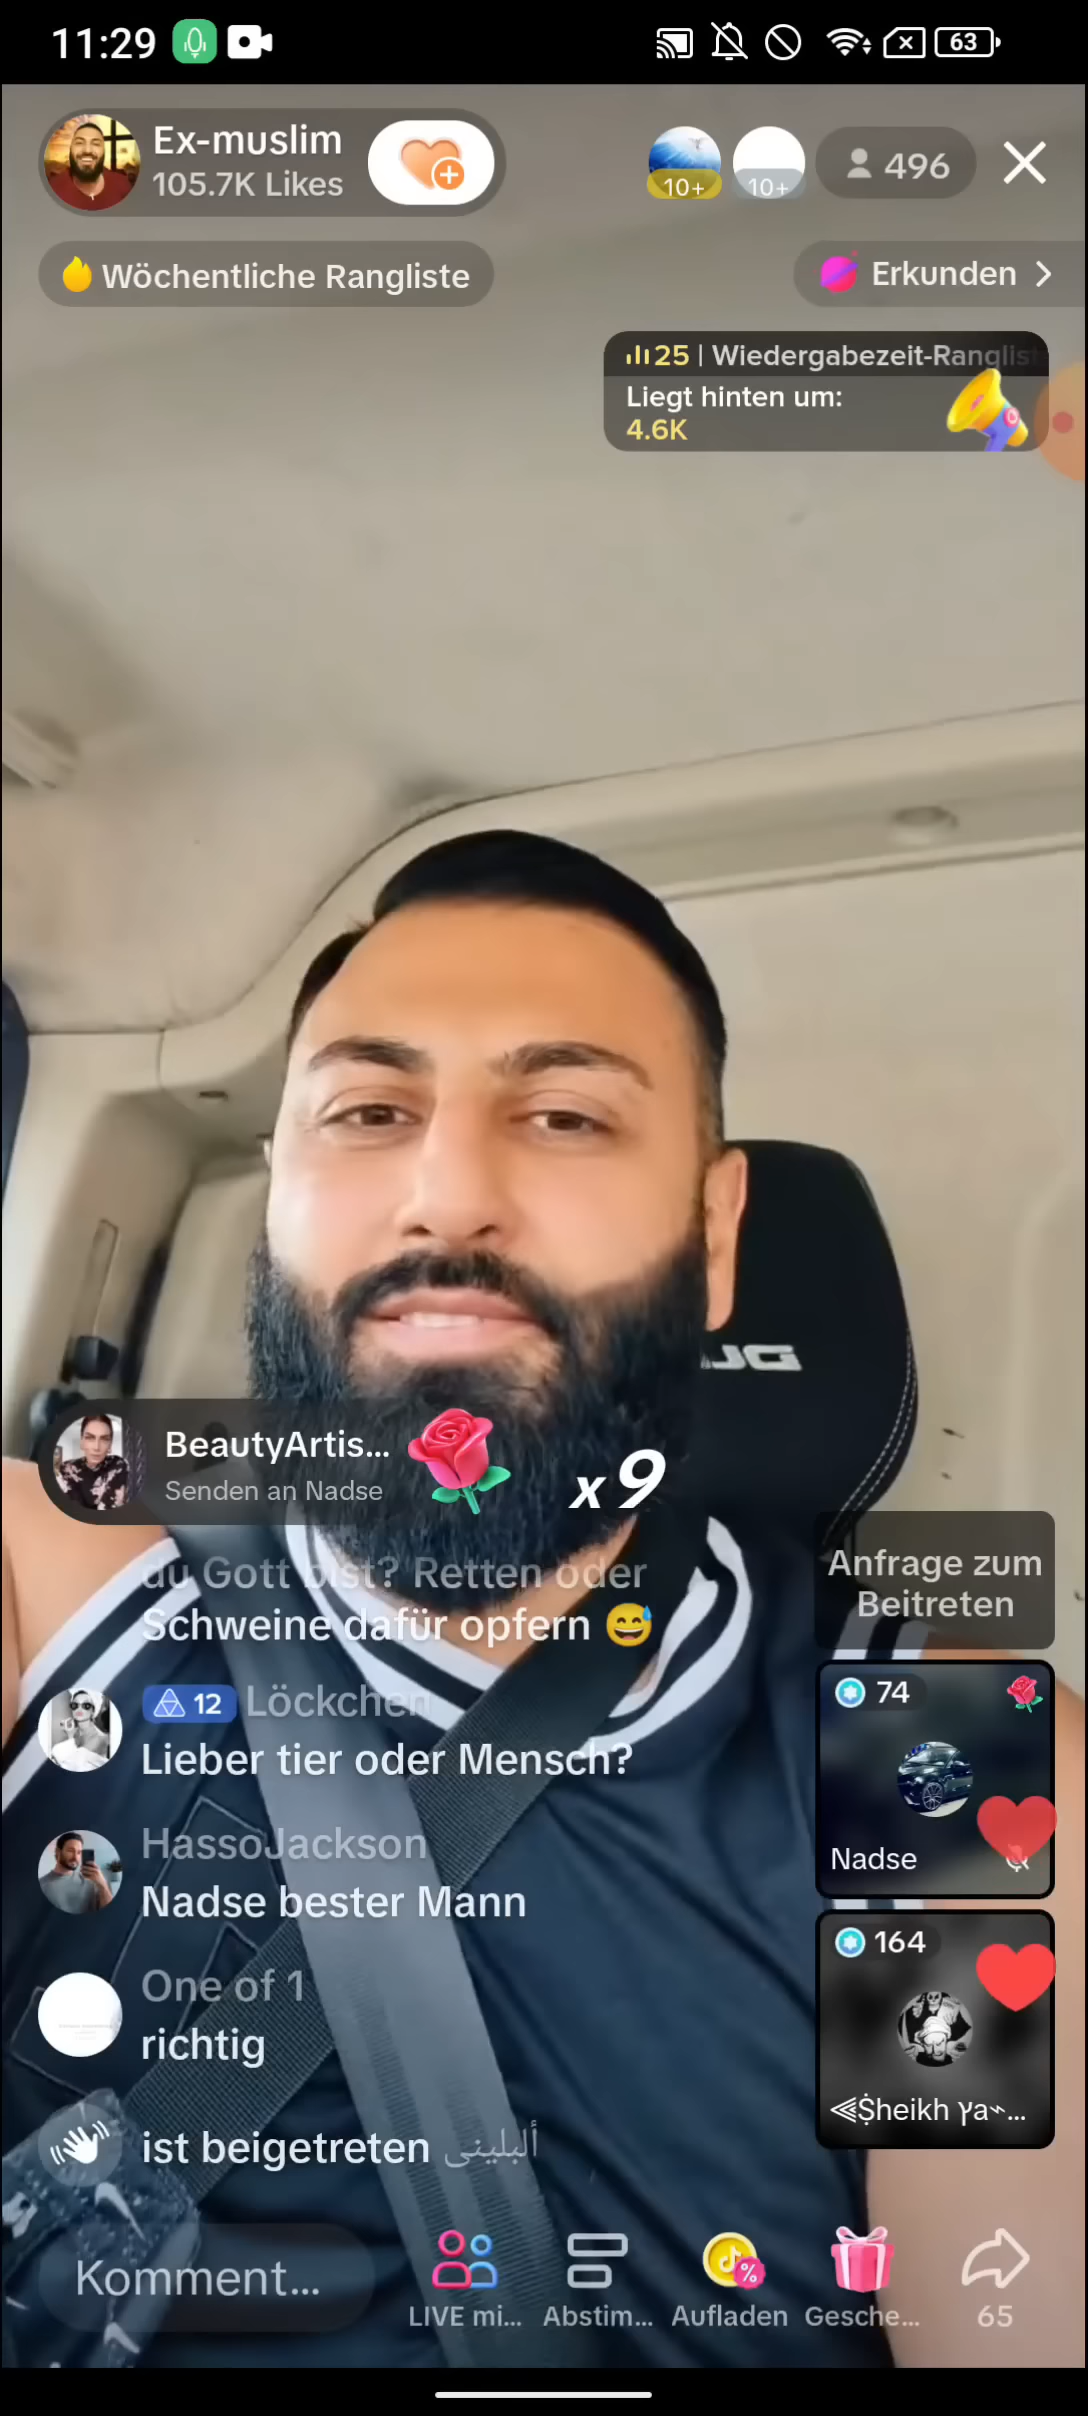 11:29
63
Ex-muslim
105.7K Likes
10+
10+
496
Wöchentliche Rangliste
Erkunden
25 | Wiedergabezeit-Ranglis
Liegt hinten um:
4.6K
BeautyArtis...
Senden an Nadse
x9
du Gott bist? Retten oder
Schweine dafür opfern 😅
Anfrage zum
Beitreten
12 Löckchen
Lieber tier oder Mensch?
74
Nadse
HassoJackson
Nadse bester Mann
164
One of 1
richtig
ist beigetreten ألبلينى
Komment...
LIVE mi...
Abstim...
Aufladen
Gesche...
65